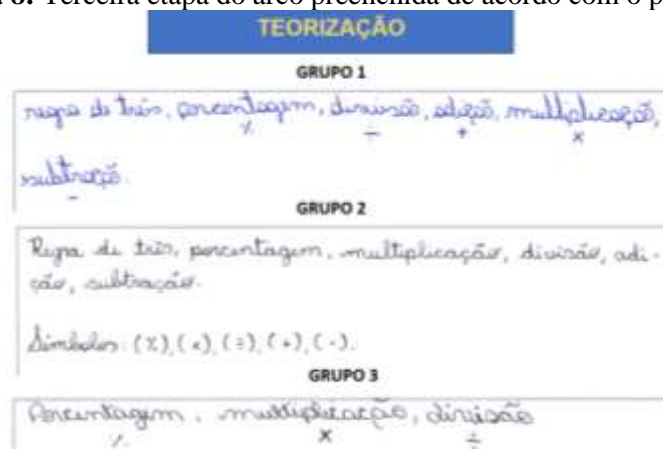 3. Terceira etapa do arco preenchida de acordo com o p
TEORIZAÇÃO
GRUPO 1
regra de três, porcentagem, divisão, adição, multiplicação,
% ÷ + ×
subtração.
-
GRUPO 2
Regra de três, porcentagem, multiplicação, divisão, adi-
ção, subtração.
Símbolos: (%), (×), (÷), (+), (-).
GRUPO 3
Porcentagem, multiplicação, divisão
% × ÷